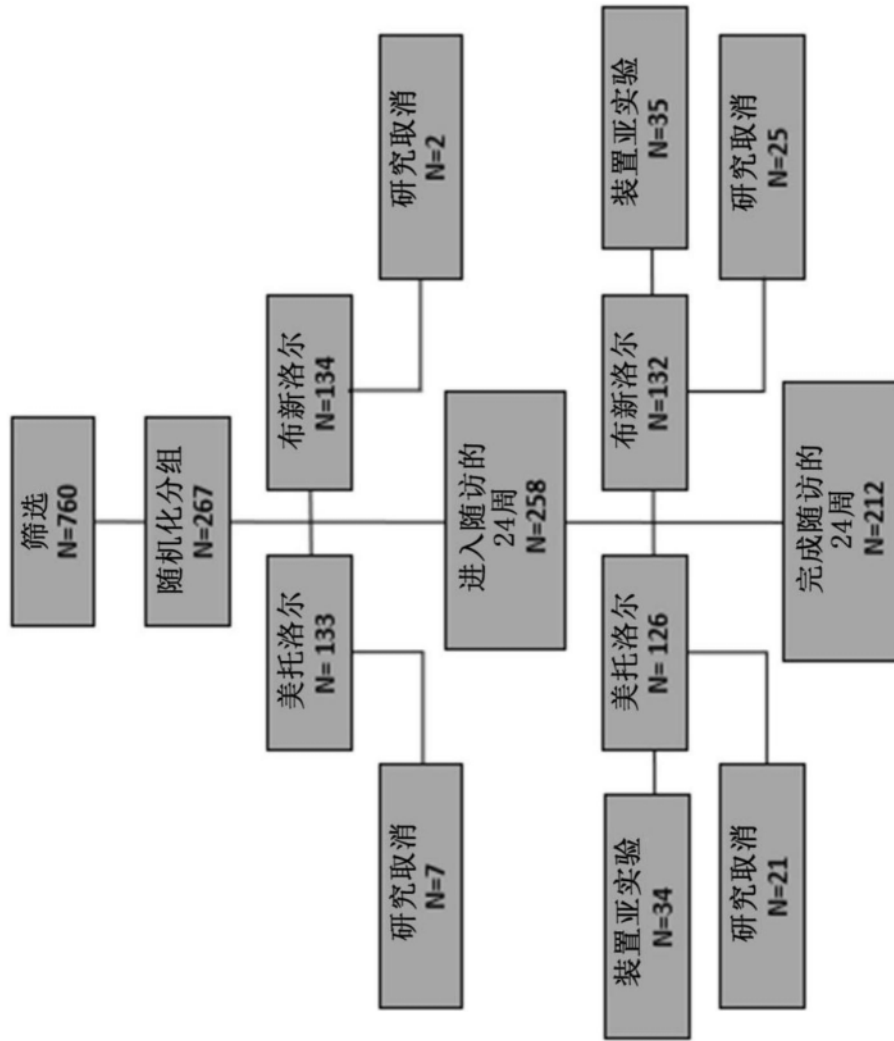 筛选
N=760
随机化分组
N=267
美托洛尔
N= 133
布新洛尔
N=134
研究取消
N=7
研究取消
N=2
进入随访的
24周
N=258
装置亚实验
N=34
美托洛尔
N= 126
布新洛尔
N=132
装置亚实验
N=35
研究取消
N=21
研究取消
N=25
完成随访的
24周
N=212